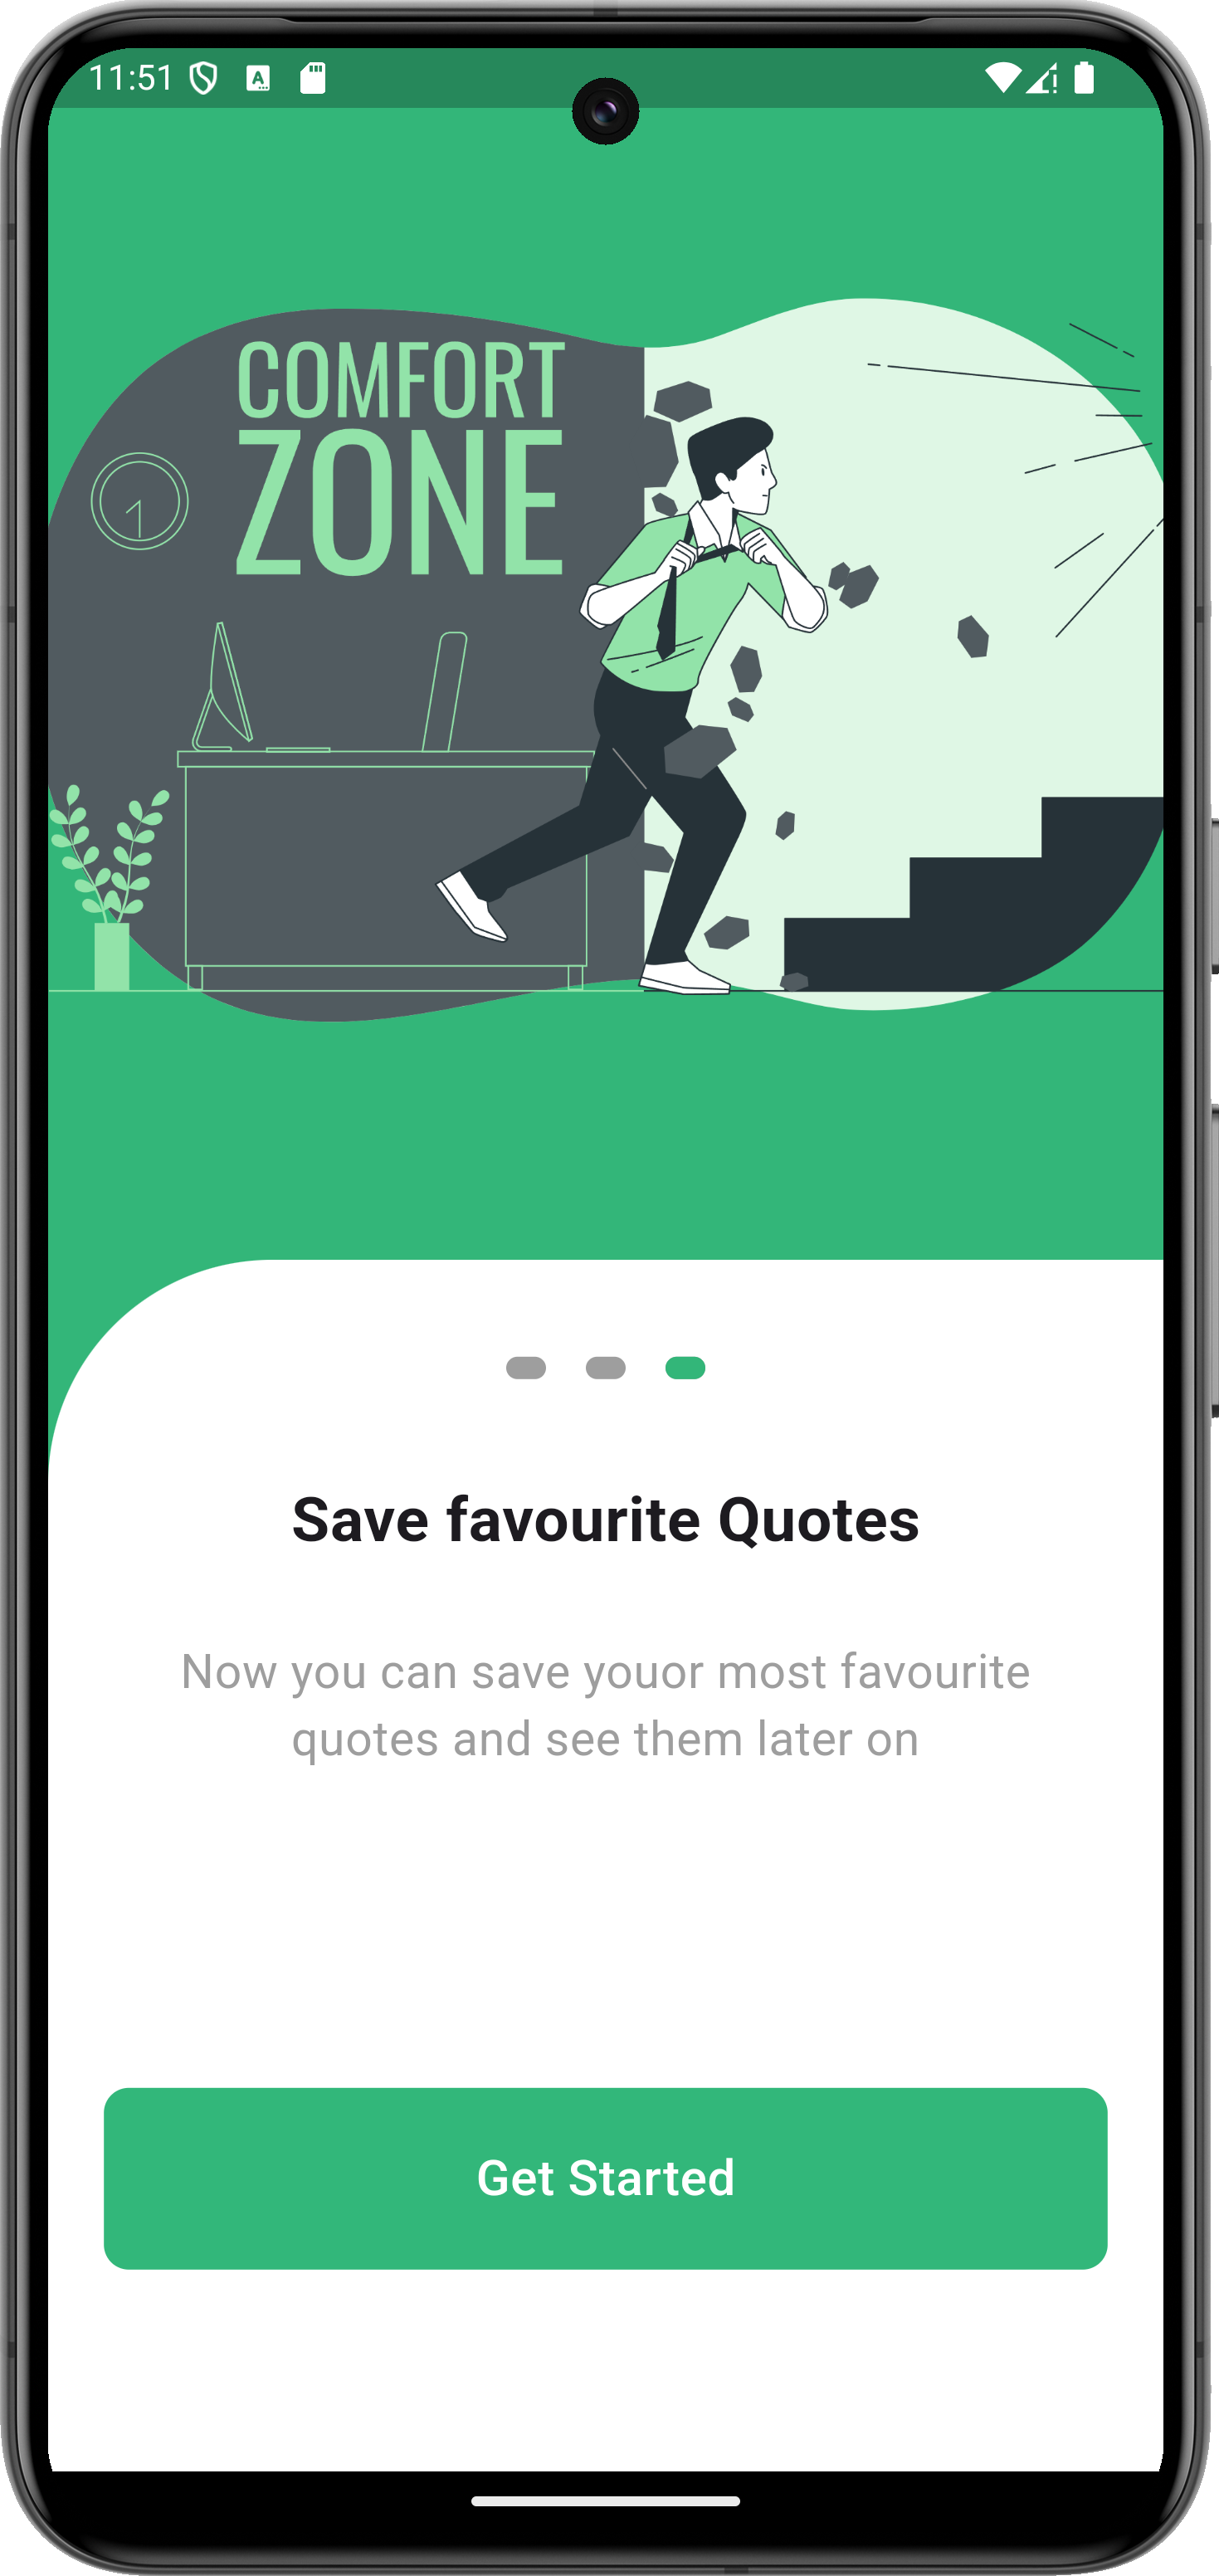 11:51
COMFORT
ZONE
Save favourite Quotes
Now you can save youor most favourite
quotes and see them later on
Get Started